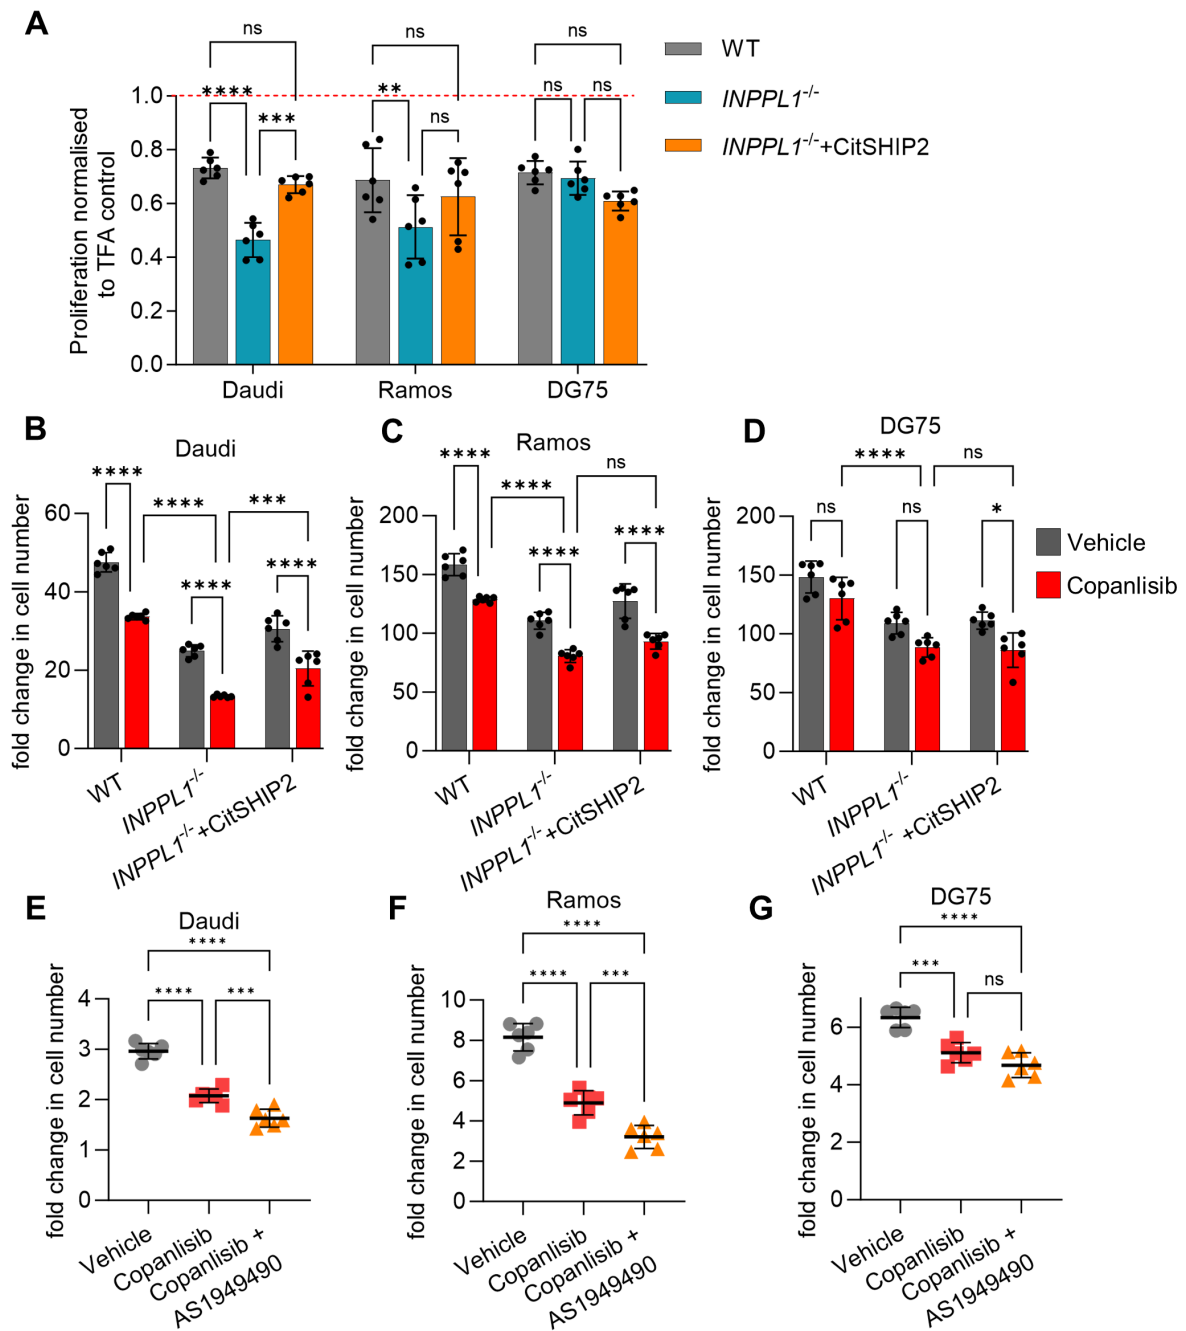 A
ns
ns
ns
WT
INPPL1-/-
INPPL1-/-+CitSHIP2
****
***
**
ns
ns
ns
Proliferation normalised
to TFA control
1.0
0.8
0.6
0.4
0.2
0.0
Daudi
Ramos
DG75
B
Daudi
****
****
***
****
****
fold change in cell number
60
40
20
0
WT
INPPL1-/-
INPPL1-/-+CitSHIP2
C
Ramos
****
****
ns
****
****
fold change in cell number
200
150
100
50
0
WT
INPPL1-/-
INPPL1-/-+CitSHIP2
D
DG75
****
ns
ns
ns
*
fold change in cell number
200
150
100
50
0
WT
INPPL1-/-
INPPL1-/- +CitSHIP2
Vehicle
Copanlisib
E
Daudi
****
****
***
fold change in cell number
4
3
2
1
0
Vehicle
Copanlisib
Copanlisib +
AS1949490
F
Ramos
****
****
***
fold change in cell number
10
8
6
4
2
0
Vehicle
Copanlisib
Copanlisib +
AS1949490
G
DG75
****
***
ns
fold change in cell number
6
4
2
0
Vehicle
Copanlisib
Copanlisib +
AS1949490